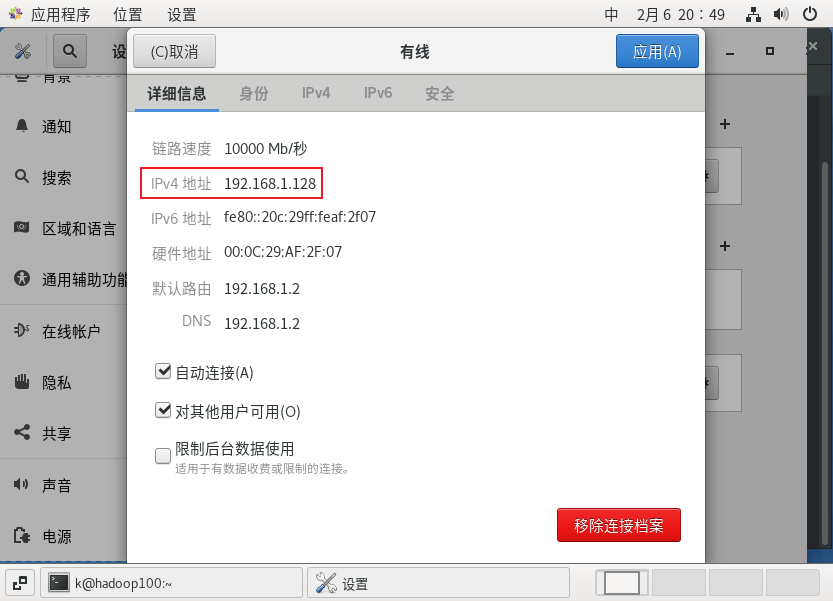 应用程序 位置 设置 中 2月6 20：49
(C)取消 有线 应用(A)
设
详细信息 身份 IPv4 IPv6 安全
背景
通知
搜索
区域和语言
通用辅助功能
在线帐户
隐私
共享
声音
电源
链路速度 10000 Mb/秒
IPv4 地址 192.168.1.128
IPv6 地址 fe80::20c:29ff:feaf:2f07
硬件地址 00:0C:29:AF:2F:07
默认路由 192.168.1.2
DNS 192.168.1.2
自动连接(A)
对其他用户可用(O)
限制后台数据使用
适用于有数据收费或限制的连接。
移除连接档案
k@hadoop100:~ 设置